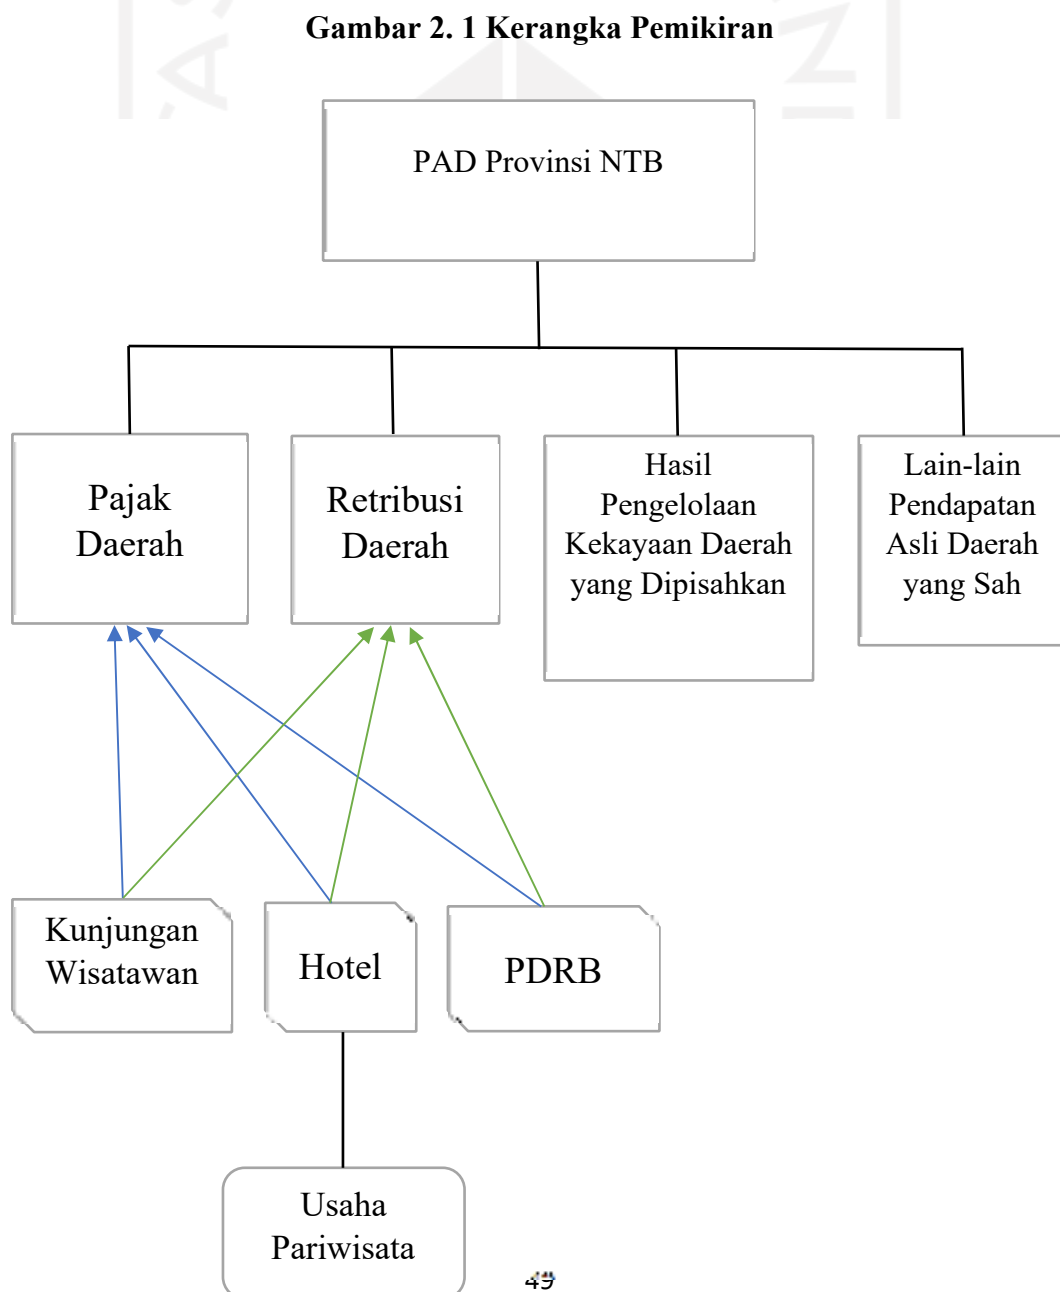 Gambar 2. 1 Kerangka Pemikiran
PAD Provinsi NTB
Pajak
Daerah
Retribusi
Daerah
Hasil
Pengelolaan
Kekayaan Daerah
yang Dipisahkan
Lain-lain
Pendapatan
Asli Daerah
yang Sah
Kunjungan
Wisatawan
Hotel
PDRB
Usaha
Pariwisata
49